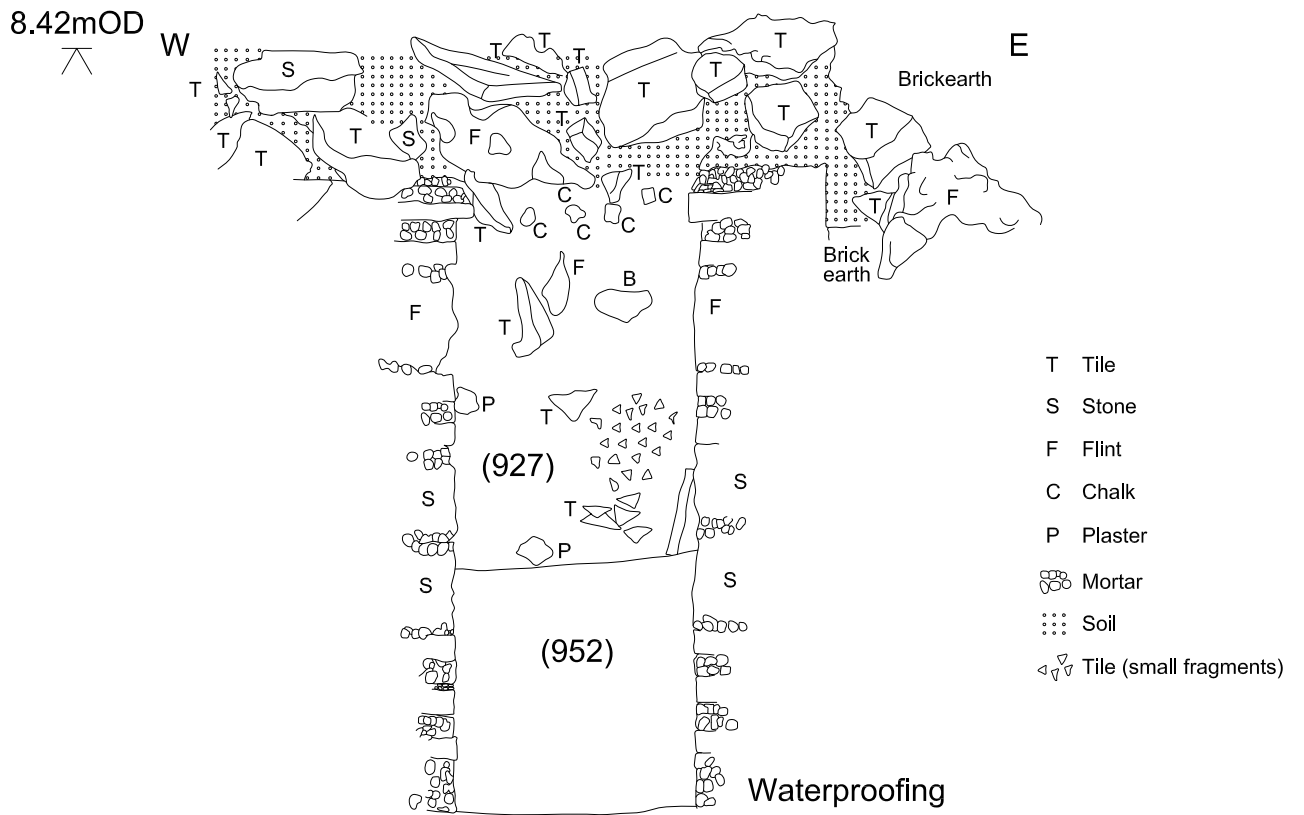 8.42mOD
W
E
T
T
T
T
S
T
T
T
Brickearth
T
T
T
T
T
T
S
F
T
T
T
C
C
T
C
C
C
T
F
Brick
earth
F
F
B
F
T
P
T
(927)
S
S
T
P
S
S
(952)
Waterproofing
T Tile
S Stone
F Flint
C Chalk
P Plaster
Mortar
Soil
Tile (small fragments)